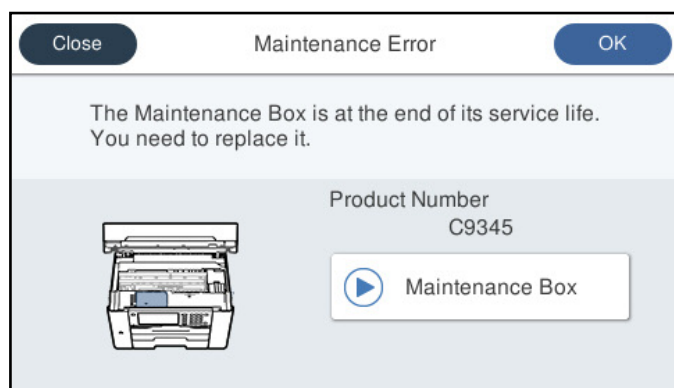 Close
Maintenance Error
OK
The Maintenance Box is at the end of its service life.
You need to replace it.
Product Number
C9345
Maintenance Box